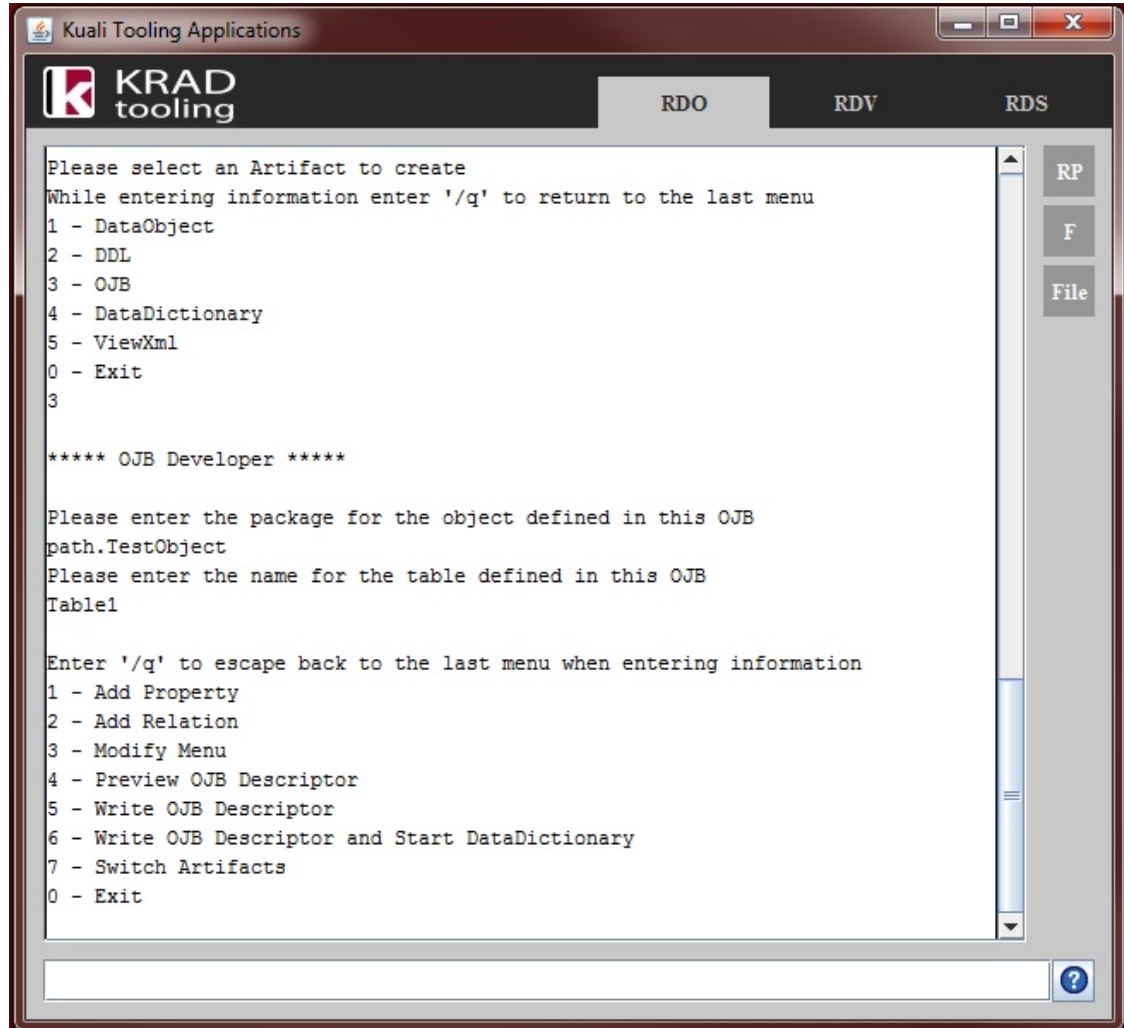 Kuali Tooling Applications
KRAD
tooling
RDO RDV RDS
Please select an Artifact to create
While entering information enter '/q' to return to the last menu
1 - DataObject
2 - DDL
3 - OJB
4 - DataDictionary
5 - ViewXml
0 - Exit
3
***** OJB Developer *****
Please enter the package for the object defined in this OJB
path.TestObject
Please enter the name for the table defined in this OJB
Table1
Enter '/q' to escape back to the last menu when entering information
1 - Add Property
2 - Add Relation
3 - Modify Menu
4 - Preview OJB Descriptor
5 - Write OJB Descriptor
6 - Write OJB Descriptor and Start DataDictionary
7 - Switch Artifacts
0 - Exit
RP
F
File